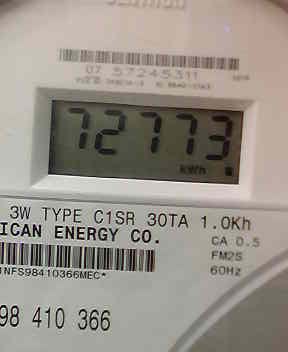 07 57245311
72773
kWh
3W TYPE C1SR 30TA 1.0Kh
ICAN ENERGY CO.
CA 0.5
FM2S
60Hz
1NFS98410366MEC*
98 410 366